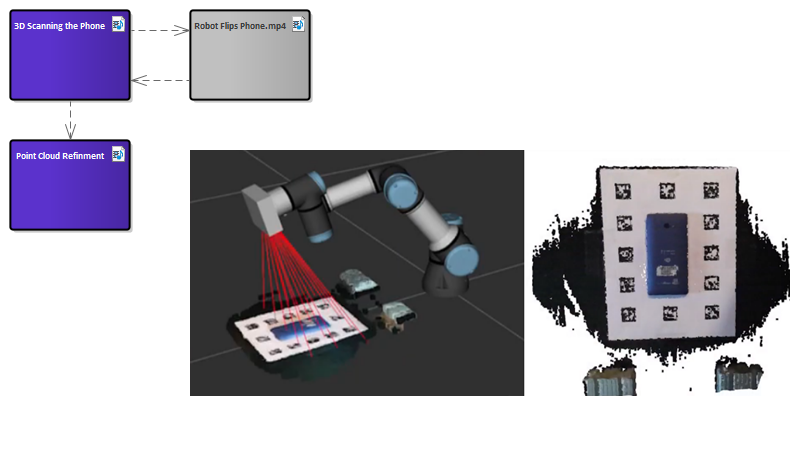 3D Scanning the Phone
Robot Flips Phone.mp4
Point Cloud Refinment